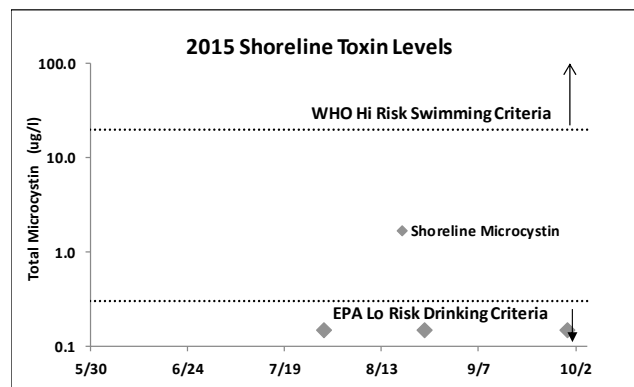 2015 Shoreline Toxin Levels
100.0
WHO Hi Risk Swimming Criteria
10.0
Total Microcystin (ug/l)
Shoreline Microcystin
1.0
EPA Lo Risk Drinking Criteria
0.1
5/30 6/24 7/19 8/13 9/7 10/2